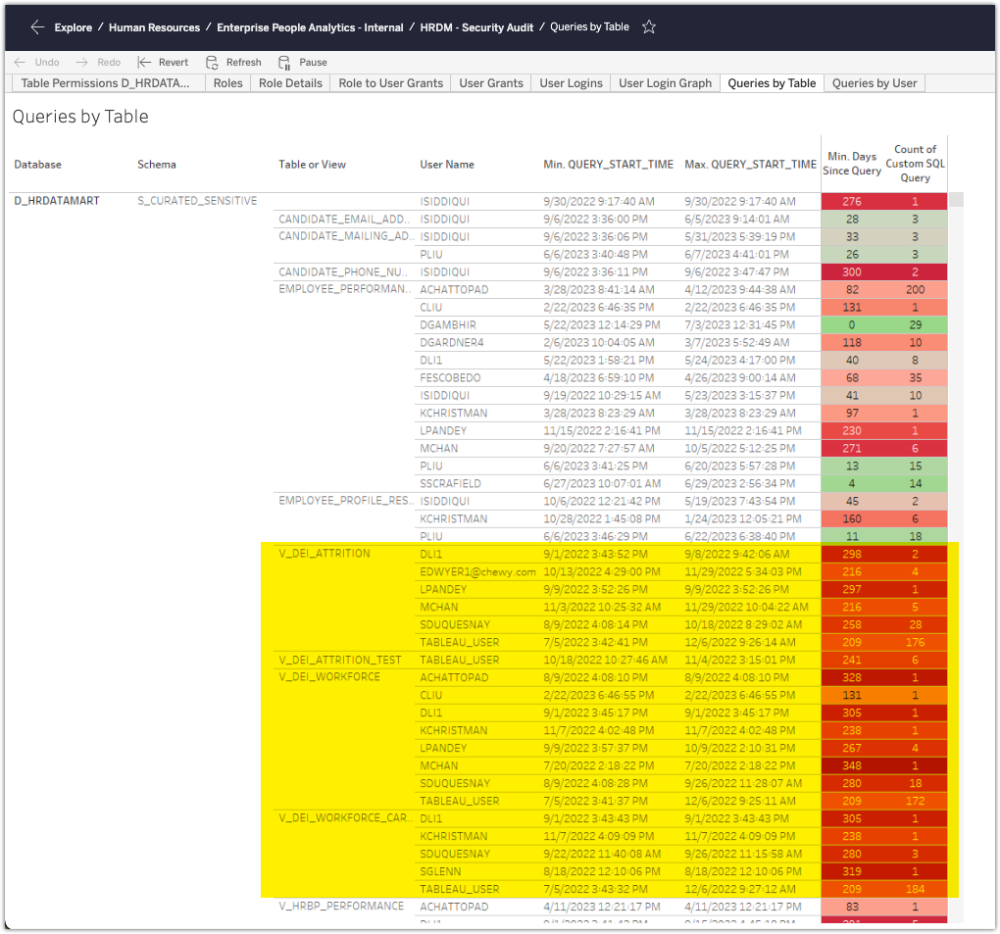 Explore / Human Resources / Enterprise People Analytics - Internal / HRDM - Security Audit / Queries by Table
Undo Redo Revert Refresh Pause
Table Permissions D_HRDATA... Roles Role Details Role to User Grants User Grants User Logins User Login Graph Queries by Table Queries by User
Queries by Table
Database Schema Table or View User Name Min. QUERY_START_TIME Max. QUERY_START_TIME Min. Days Since Query Count of Custom SQL Query
D_HRDATAMART S_CURATED_SENSITIVE ISIDDIQUI 9/30/2022 9:17:40 AM 9/30/2022 9:17:40 AM 276 1
CANDIDATE_EMAIL_ADD.. ISIDDIQUI 9/6/2022 3:36:00 PM 6/5/2023 9:14:01 AM 28 3
CANDIDATE_MAILING_AD.. ISIDDIQUI 9/6/2022 3:36:06 PM 5/31/2023 5:39:19 PM 33 3
PLIU 6/6/2023 3:40:48 PM 6/7/2023 4:41:01 PM 26 3
CANDIDATE_PHONE_NU.. ISIDDIQUI 9/6/2022 3:36:11 PM 9/6/2022 3:47:47 PM 300 2
EMPLOYEE_PERFORMAN.. ACHATTOPAD 3/28/2023 8:41:14 AM 4/12/2023 9:44:38 AM 82 200
CLIU 2/22/2023 6:46:35 PM 2/22/2023 6:46:35 PM 131 1
DGAMBHIR 5/22/2023 12:14:29 PM 7/3/2023 12:31:45 PM 0 29
DGARDNER4 2/6/2023 10:04:05 AM 3/7/2023 5:52:49 AM 118 10
DLI1 5/22/2023 1:58:21 PM 5/24/2023 4:17:00 PM 40 8
FESCOBEDO 4/18/2023 6:59:10 PM 4/26/2023 9:00:14 AM 68 35
ISIDDIQUI 9/19/2022 10:29:15 AM 5/23/2023 3:15:37 PM 41 10
KCHRISTMAN 3/28/2023 8:23:29 AM 3/28/2023 8:23:29 AM 97 1
LPANDEY 11/15/2022 2:16:41 PM 11/15/2022 2:16:41 PM 230 1
MCHAN 9/20/2022 7:27:57 AM 10/5/2022 5:12:25 PM 271 6
PLIU 6/6/2023 3:41:25 PM 6/20/2023 5:57:28 PM 13 15
SSCRAFIELD 6/27/2023 10:07:01 AM 6/29/2023 2:56:34 PM 4 14
EMPLOYEE_PROFILE_RES.. ISIDDIQUI 10/6/2022 12:21:42 PM 5/19/2023 7:43:54 PM 45 2
KCHRISTMAN 10/28/2022 1:45:08 PM 1/24/2023 12:05:21 PM 160 6
PLIU 6/6/2023 3:46:29 PM 6/22/2023 6:38:40 PM 11 18
V_DEI_ATTRITION DLI1 9/1/2022 3:43:52 PM 9/8/2022 9:42:06 AM 298 2
EDWYER1@chewy.com 10/13/2022 4:29:00 PM 11/29/2022 5:34:03 PM 216 4
LPANDEY 9/9/2022 3:52:26 PM 9/9/2022 3:52:26 PM 297 1
MCHAN 11/3/2022 10:25:32 AM 11/29/2022 10:04:22 AM 216 5
SDUQUESNAY 8/9/2022 4:08:14 PM 10/18/2022 8:29:02 AM 258 28
TABLEAU_USER 7/5/2022 3:42:41 PM 12/6/2022 9:26:14 AM 209 176
V_DEI_ATTRITION_TEST TABLEAU_USER 10/18/2022 10:27:46 AM 11/4/2022 3:15:01 PM 241 6
V_DEI_WORKFORCE ACHATTOPAD 8/9/2022 4:08:10 PM 8/9/2022 4:08:10 PM 328 1
CLIU 2/22/2023 6:46:55 PM 2/22/2023 6:46:55 PM 131 1
DLI1 9/1/2022 3:45:17 PM 9/1/2022 3:45:17 PM 305 1
KCHRISTMAN 11/7/2022 4:02:48 PM 11/7/2022 4:02:48 PM 238 1
LPANDEY 9/9/2022 3:57:37 PM 10/9/2022 2:10:31 PM 267 4
MCHAN 7/20/2022 2:18:22 PM 7/20/2022 2:18:22 PM 348 1
SDUQUESNAY 8/9/2022 4:08:28 PM 9/26/2022 11:28:07 AM 280 18
TABLEAU_USER 7/5/2022 3:41:37 PM 12/6/2022 9:25:11 AM 209 172
V_DEI_WORKFORCE_CAR.. DLI1 9/1/2022 3:43:43 PM 9/1/2022 3:43:43 PM 305 1
KCHRISTMAN 11/7/2022 4:09:09 PM 11/7/2022 4:09:09 PM 238 1
SDUQUESNAY 9/22/2022 11:40:08 AM 9/26/2022 11:15:58 AM 280 3
SGLENN 8/18/2022 12:10:06 PM 8/18/2022 12:10:06 PM 319 1
TABLEAU_USER 7/5/2022 3:43:32 PM 12/6/2022 9:27:12 AM 209 184
V_HRBP_PERFORMANCE ACHATTOPAD 4/11/2023 12:21:17 PM 4/11/2023 12:21:17 PM 83 1